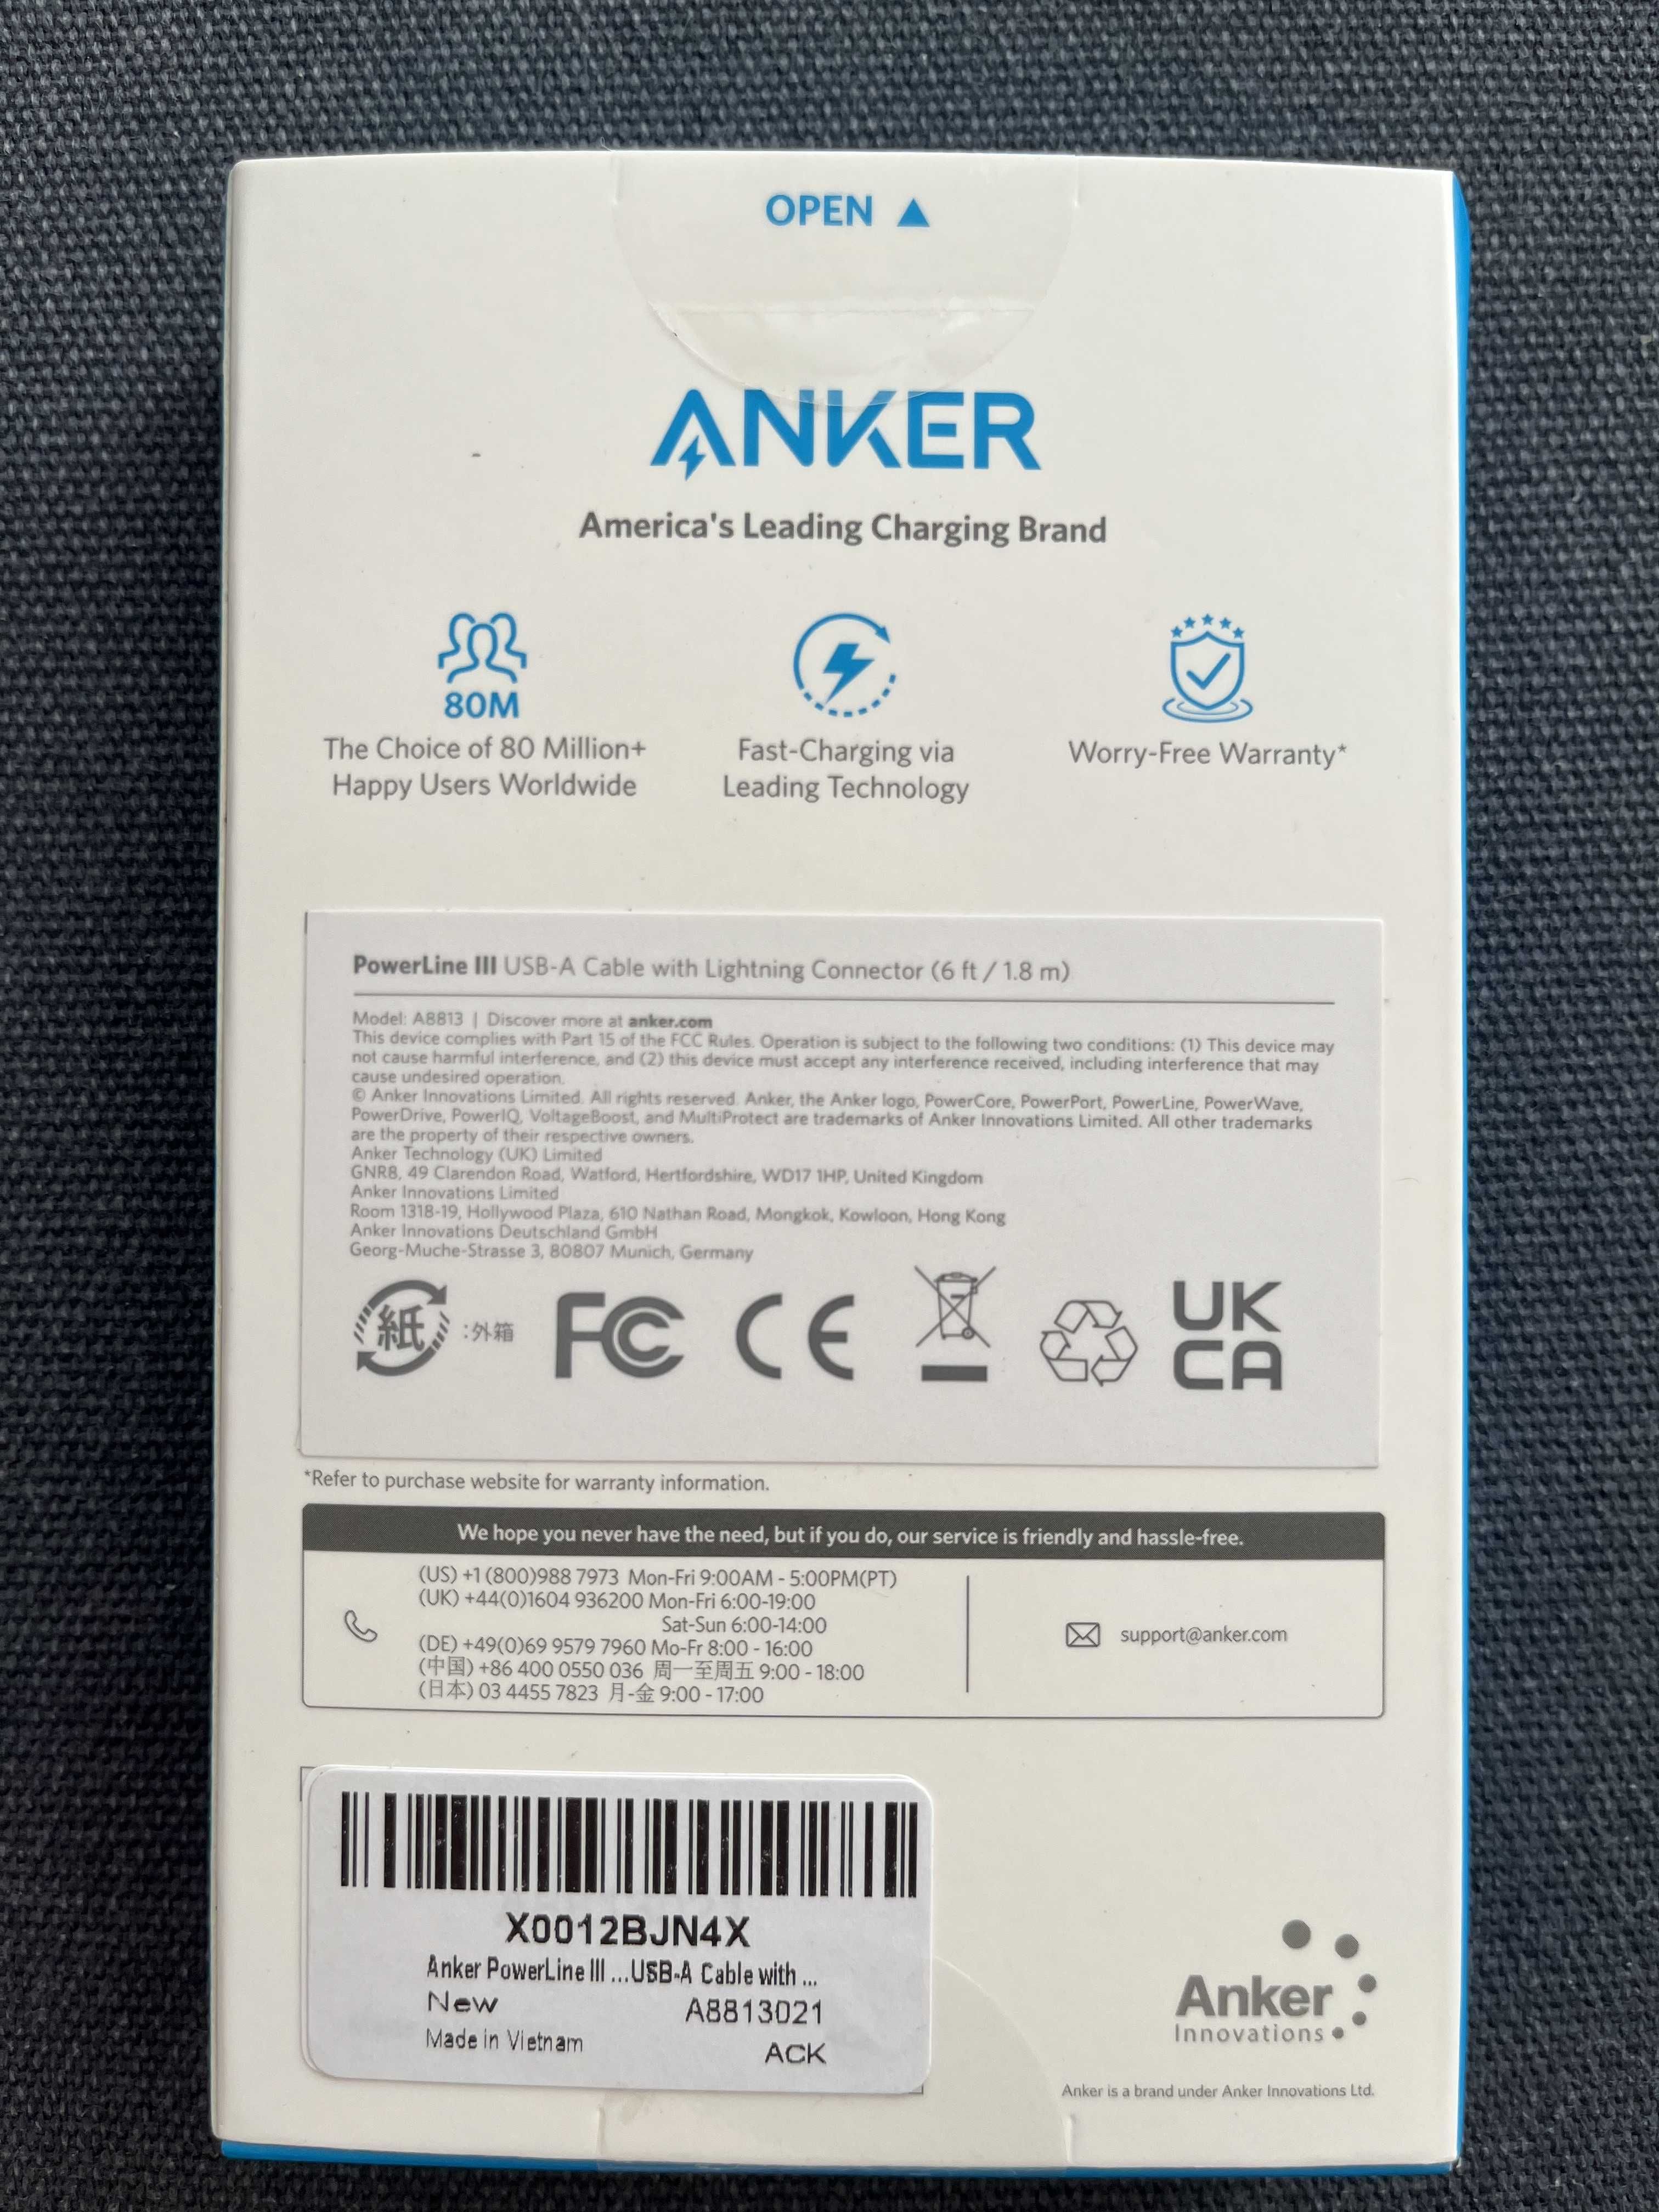 OPEN ▲
ANKER
America's Leading Charging Brand
80M
The Choice of 80 Million+
Happy Users Worldwide
Fast-Charging via
Leading Technology
Worry-Free Warranty*
PowerLine III USB-A Cable with Lightning Connector (6 ft / 1.8 m)
Model: A8813 | Discover more at anker.com
This device complies with Part 15 of the FCC Rules. Operation is subject to the following two conditions: (1) This device may
not cause harmful interference, and (2) this device must accept any interference received, including interference that may
cause undesired operation.
© Anker Innovations Limited. All rights reserved. Anker, the Anker logo, PowerCore, PowerPort, PowerLine, PowerWave,
PowerDrive, PowerIQ, VoltageBoost, and MultiProtect are trademarks of Anker Innovations Limited. All other trademarks
are the property of their respective owners.
Anker Technology (UK) Limited
GNR8, 49 Clarendon Road, Watford, Hertfordshire, WD17 1HP, United Kingdom
Anker Innovations Limited
Room 1318-19, Hollywood Plaza, 610 Nathan Road, Mongkok, Kowloon, Hong Kong
Anker Innovations Deutschland GmbH
Georg-Muche-Strasse 3, 80807 Munich, Germany
紙 :外箱 FC CE UK
CA
*Refer to purchase website for warranty information.
We hope you never have the need, but if you do, our service is friendly and hassle-free.
(US) +1 (800)988 7973 Mon-Fri 9:00AM - 5:00PM(PT)
(UK) +44(0)1604 936200 Mon-Fri 6:00-19:00
Sat-Sun 6:00-14:00
(DE) +49(0)69 9579 7960 Mo-Fr 8:00 - 16:00
(中国) +86 400 0550 036 周一至周五 9:00 - 18:00
(日本) 03 4455 7823 月-金 9:00 - 17:00
support@anker.com
X0012BJN4X
Anker PowerLine III ...USB-A Cable with ...
New A8813021
Made in Vietnam ACK
Anker
Innovations
Anker is a brand under Anker Innovations Ltd.